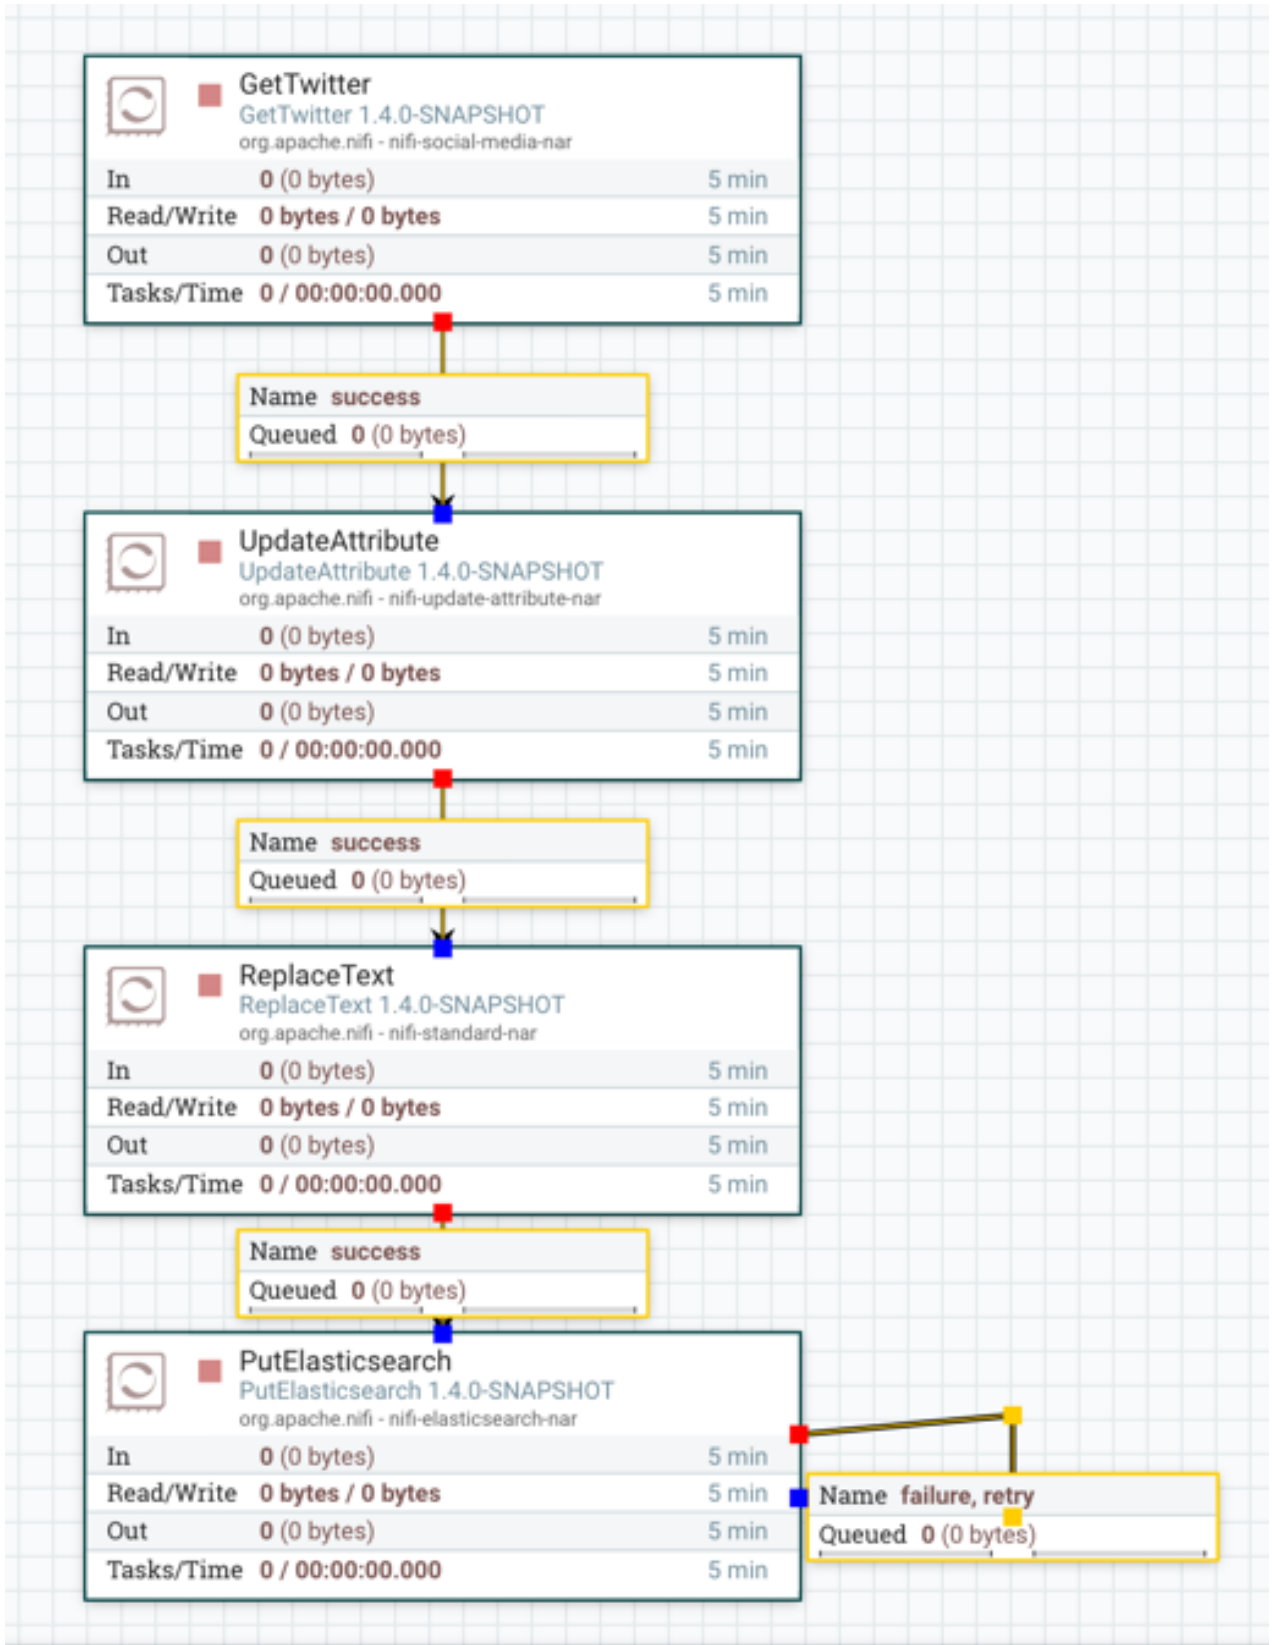 GetTwitter
GetTwitter 1.4.0-SNAPSHOT
org.apache.nifi - nifi-social-media-nar
In 0 (0 bytes) 5 min
Read/Write 0 bytes / 0 bytes 5 min
Out 0 (0 bytes) 5 min
Tasks/Time 0 / 00:00:00.000 5 min
Name success
Queued 0 (0 bytes)
UpdateAttribute
UpdateAttribute 1.4.0-SNAPSHOT
org.apache.nifi - nifi-update-attribute-nar
In 0 (0 bytes) 5 min
Read/Write 0 bytes / 0 bytes 5 min
Out 0 (0 bytes) 5 min
Tasks/Time 0 / 00:00:00.000 5 min
Name success
Queued 0 (0 bytes)
ReplaceText
ReplaceText 1.4.0-SNAPSHOT
org.apache.nifi - nifi-standard-nar
In 0 (0 bytes) 5 min
Read/Write 0 bytes / 0 bytes 5 min
Out 0 (0 bytes) 5 min
Tasks/Time 0 / 00:00:00.000 5 min
Name success
Queued 0 (0 bytes)
PutElasticsearch
PutElasticsearch 1.4.0-SNAPSHOT
org.apache.nifi - nifi-elasticsearch-nar
In 0 (0 bytes) 5 min
Read/Write 0 bytes / 0 bytes 5 min
Out 0 (0 bytes) 5 min
Tasks/Time 0 / 00:00:00.000 5 min
Name failure, retry
Queued 0 (0 bytes)